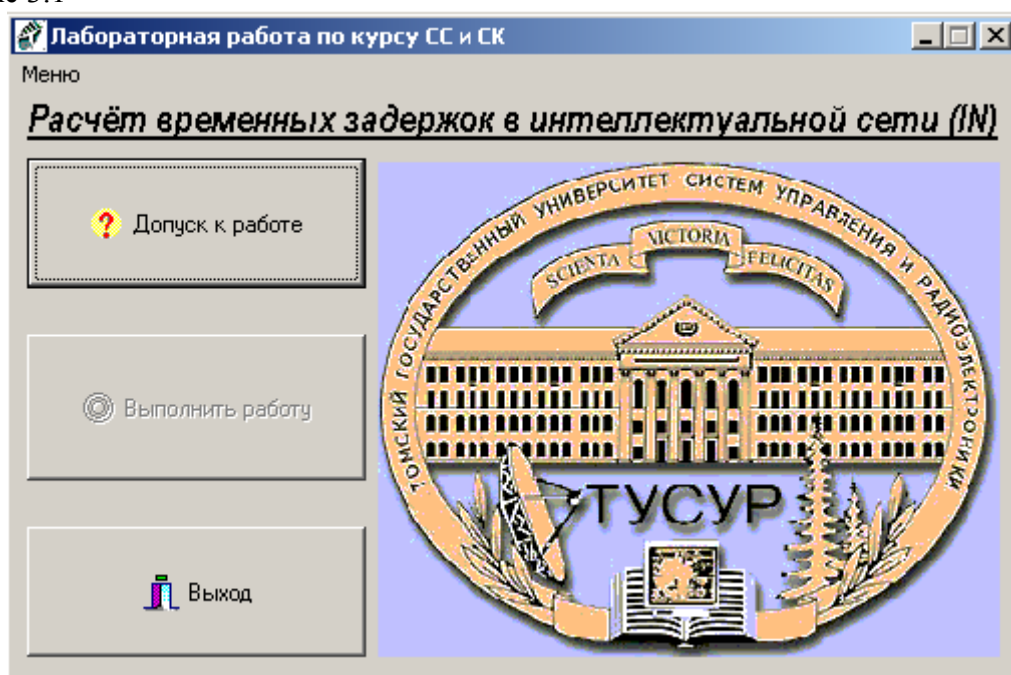 Лабораторная работа по курсу СС и СК
Меню
Расчёт временных задержок в интеллектуальной сети (IN)
Допуск к работе
Выполнить работу
Выход
ТОМСКИЙ ГОСУДАРСТВЕННЫЙ УНИВЕРСИТЕТ СИСТЕМ УПРАВЛЕНИЯ И РАДИОЭЛЕКТРОНИКИ
SCIENTA VICTORIA FELICITAS
ТУСУР